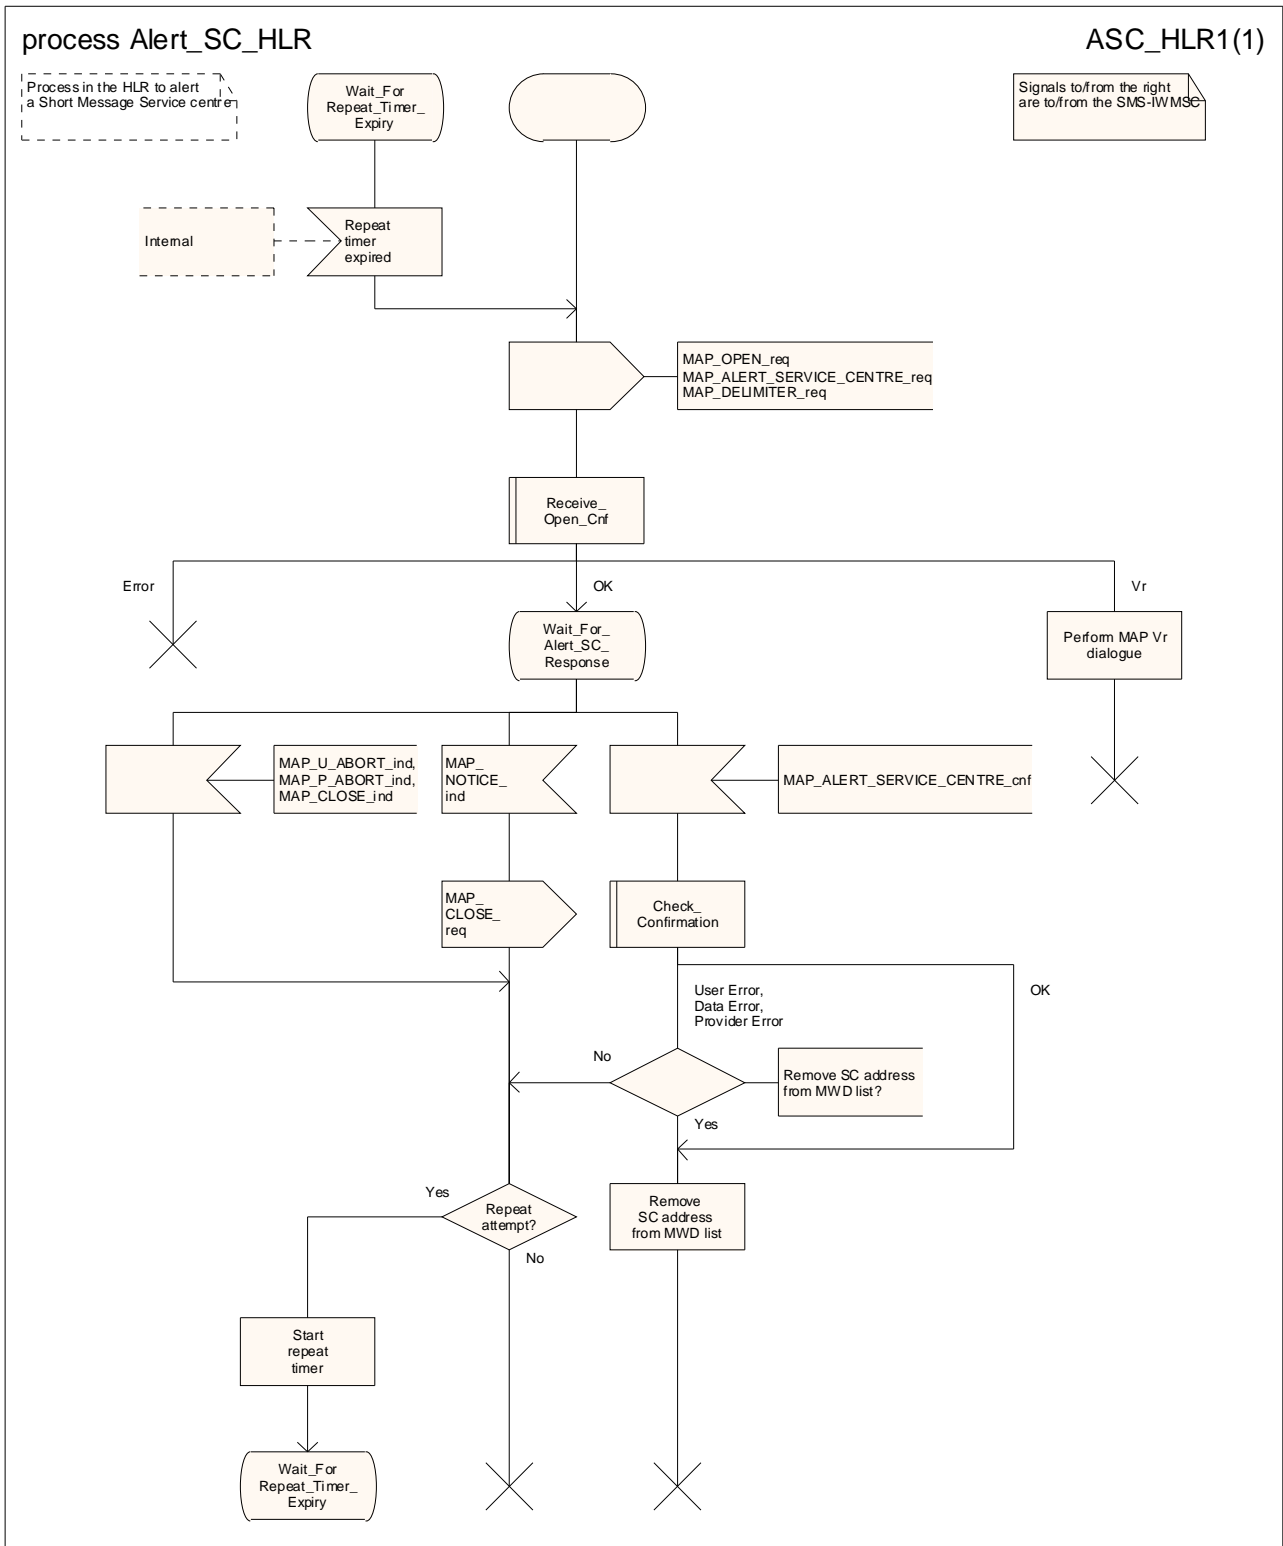 process Alert_SC_HLR
ASC_HLR1(1)
Process in the HLR to alert
a Short Message Service centre
Wait_For
Repeat_Timer_
Expiry
Signals to/from the right
are to/from the SMS-IWMSC
Internal
Repeat
timer
expired
MAP_OPEN_req
MAP_ALERT_SERVICE_CENTRE_req
MAP_DELIMITER_req
Receive_
Open_Cnf
Error
OK
Vr
Wait_For_
Alert_SC_
Response
Perform MAP Vr
dialogue
MAP_U_ABORT_ind,
MAP_P_ABORT_ind,
MAP_CLOSE_ind
MAP_
NOTICE_
ind
MAP_ALERT_SERVICE_CENTRE_cnf
MAP_
CLOSE_
req
Check_
Confirmation
User Error,
Data Error,
Provider Error
OK
No
Remove SC address
from MWD list?
Yes
Yes
Repeat
attempt?
No
Remove
SC address
from MWD list
Start
repeat
timer
Wait_For
Repeat_Timer_
Expiry